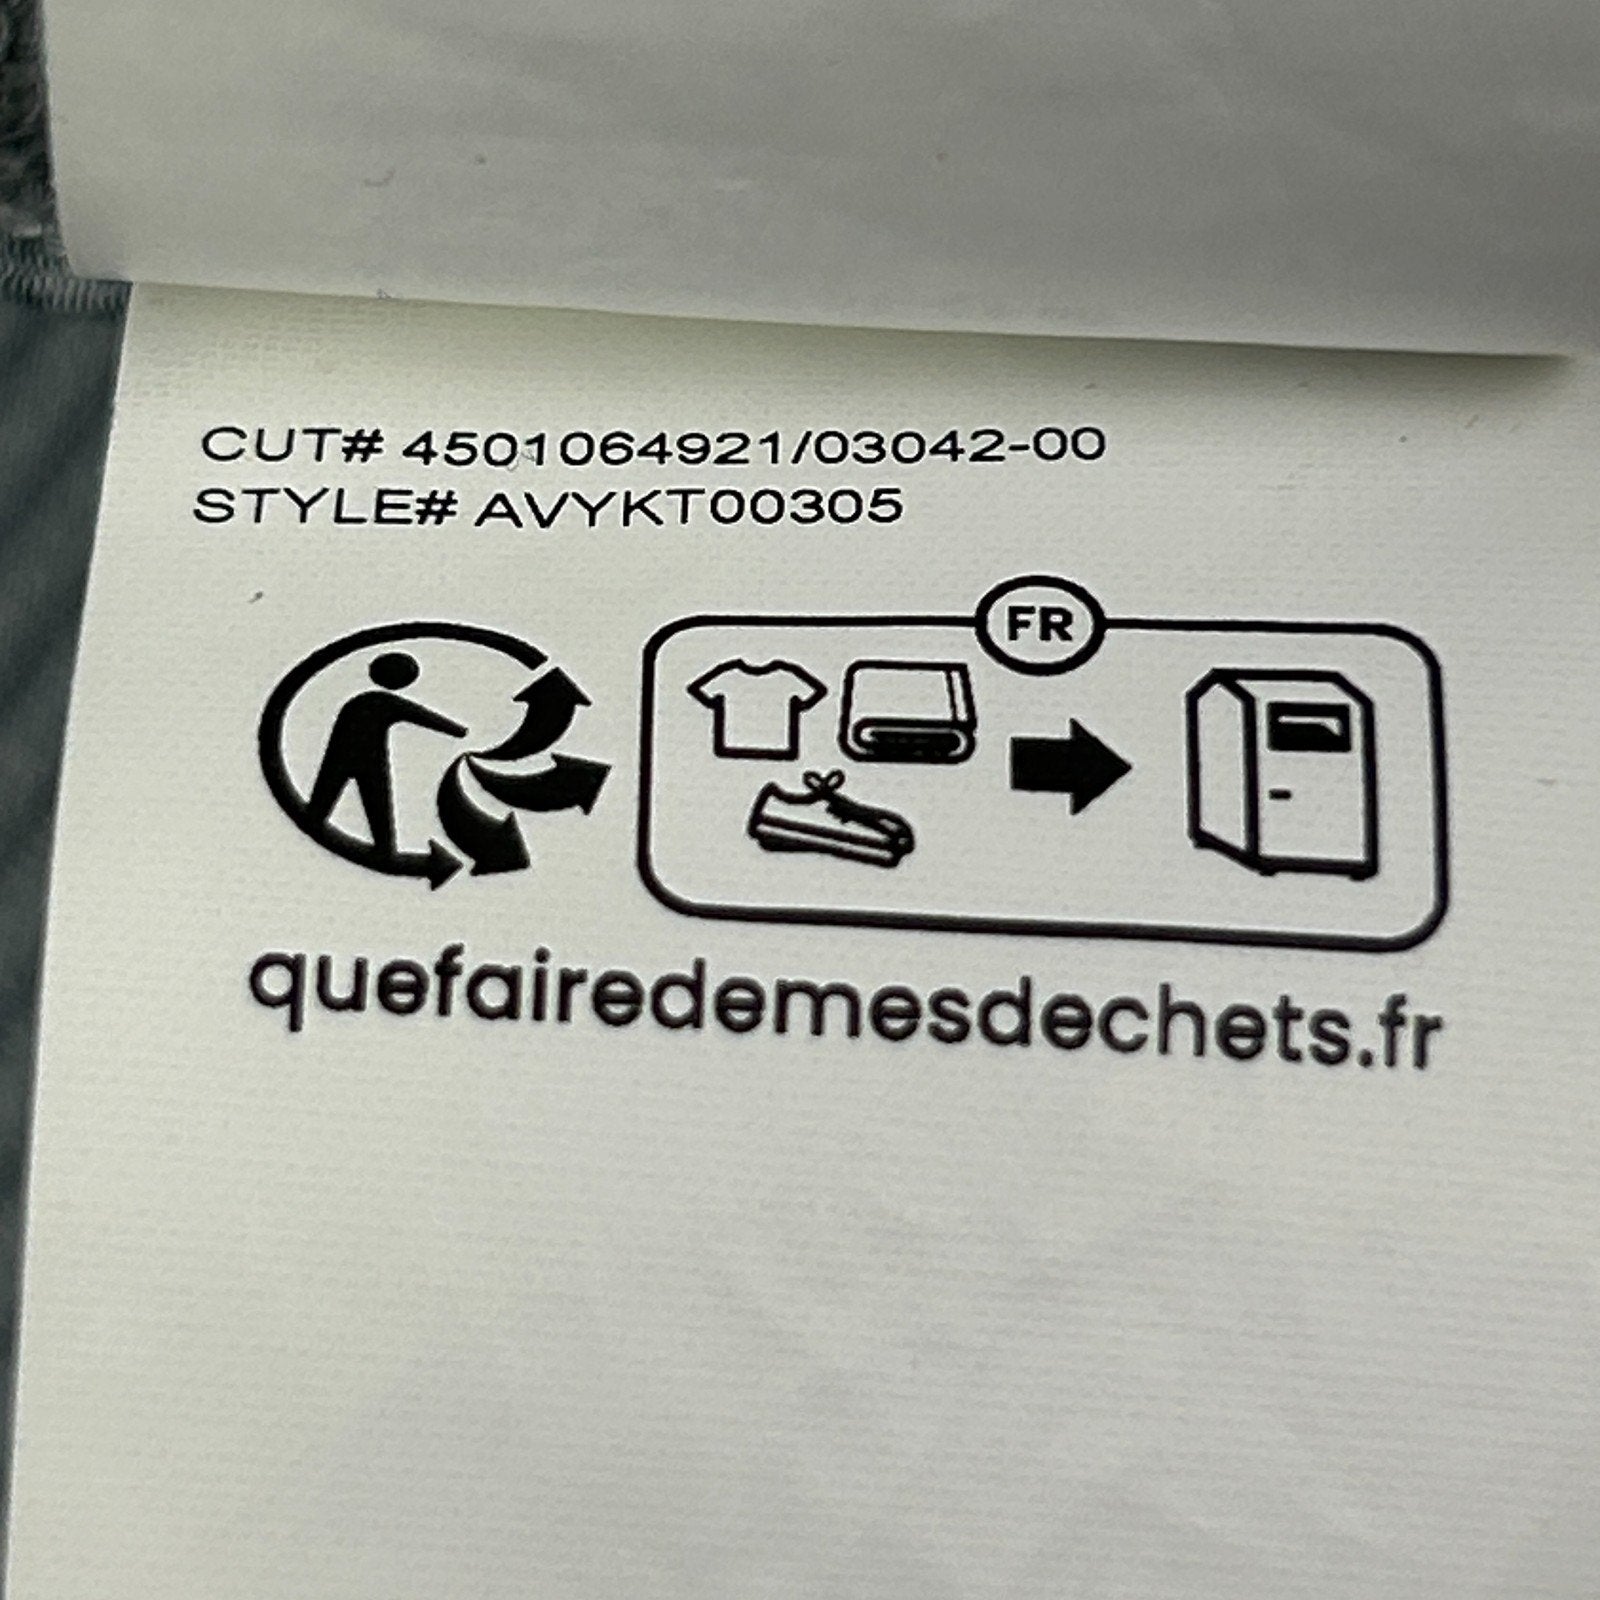 CUT# 4501064921/03042-00
STYLE# AVYKT00305
FR
quefairedemesdechets.fr